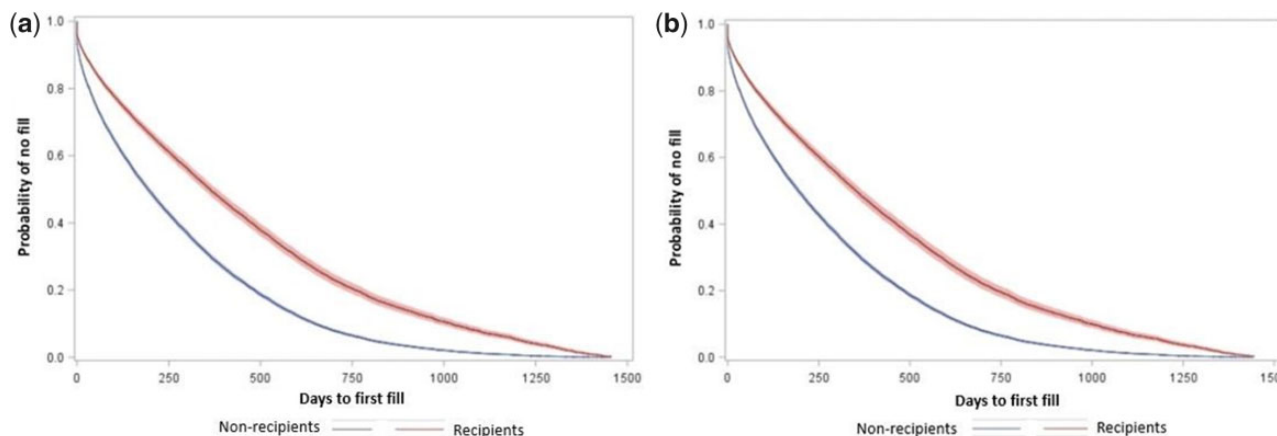 (a)
1.0
0.8
0.6
0.4
0.2
0.0
Probability of no fill
0 250 500 750 1000 1250 1500
Days to first fill
Non-recipients Recipients
(b)
1.0
0.8
0.6
0.4
0.2
0.0
Probability of no fill
0 250 500 750 1000 1250 150
Days to first fill
Non-recipients Recipients